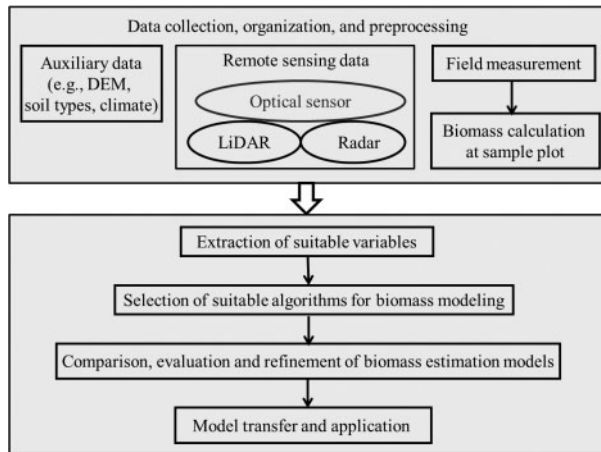 Data collection, organization, and preprocessing
Auxiliary data
(e.g., DEM,
soil types, climate)
Remote sensing data
Optical sensor
LiDAR
Radar
Field measurement
Biomass calculation
at sample plot
Extraction of suitable variables
Selection of suitable algorithms for biomass modeling
Comparison, evaluation and refinement of biomass estimation models
Model transfer and application